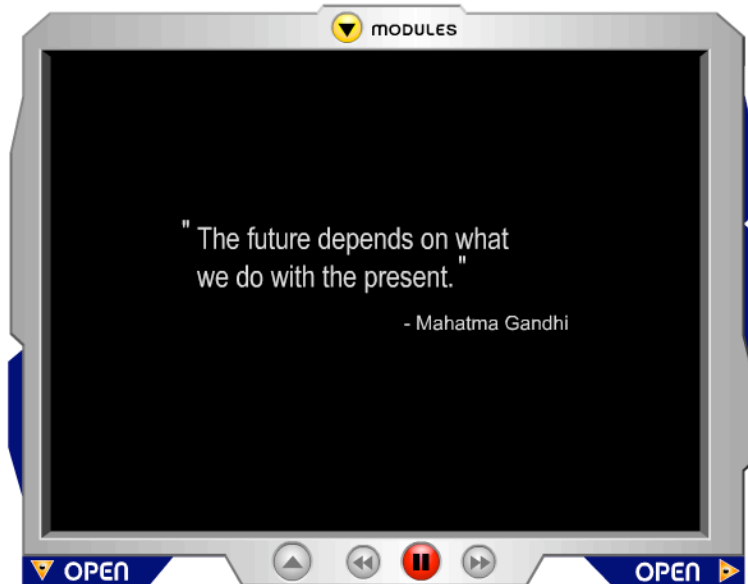 MODULES
" The future depends on what
we do with the present. "
- Mahatma Gandhi
OPEN
OPEN